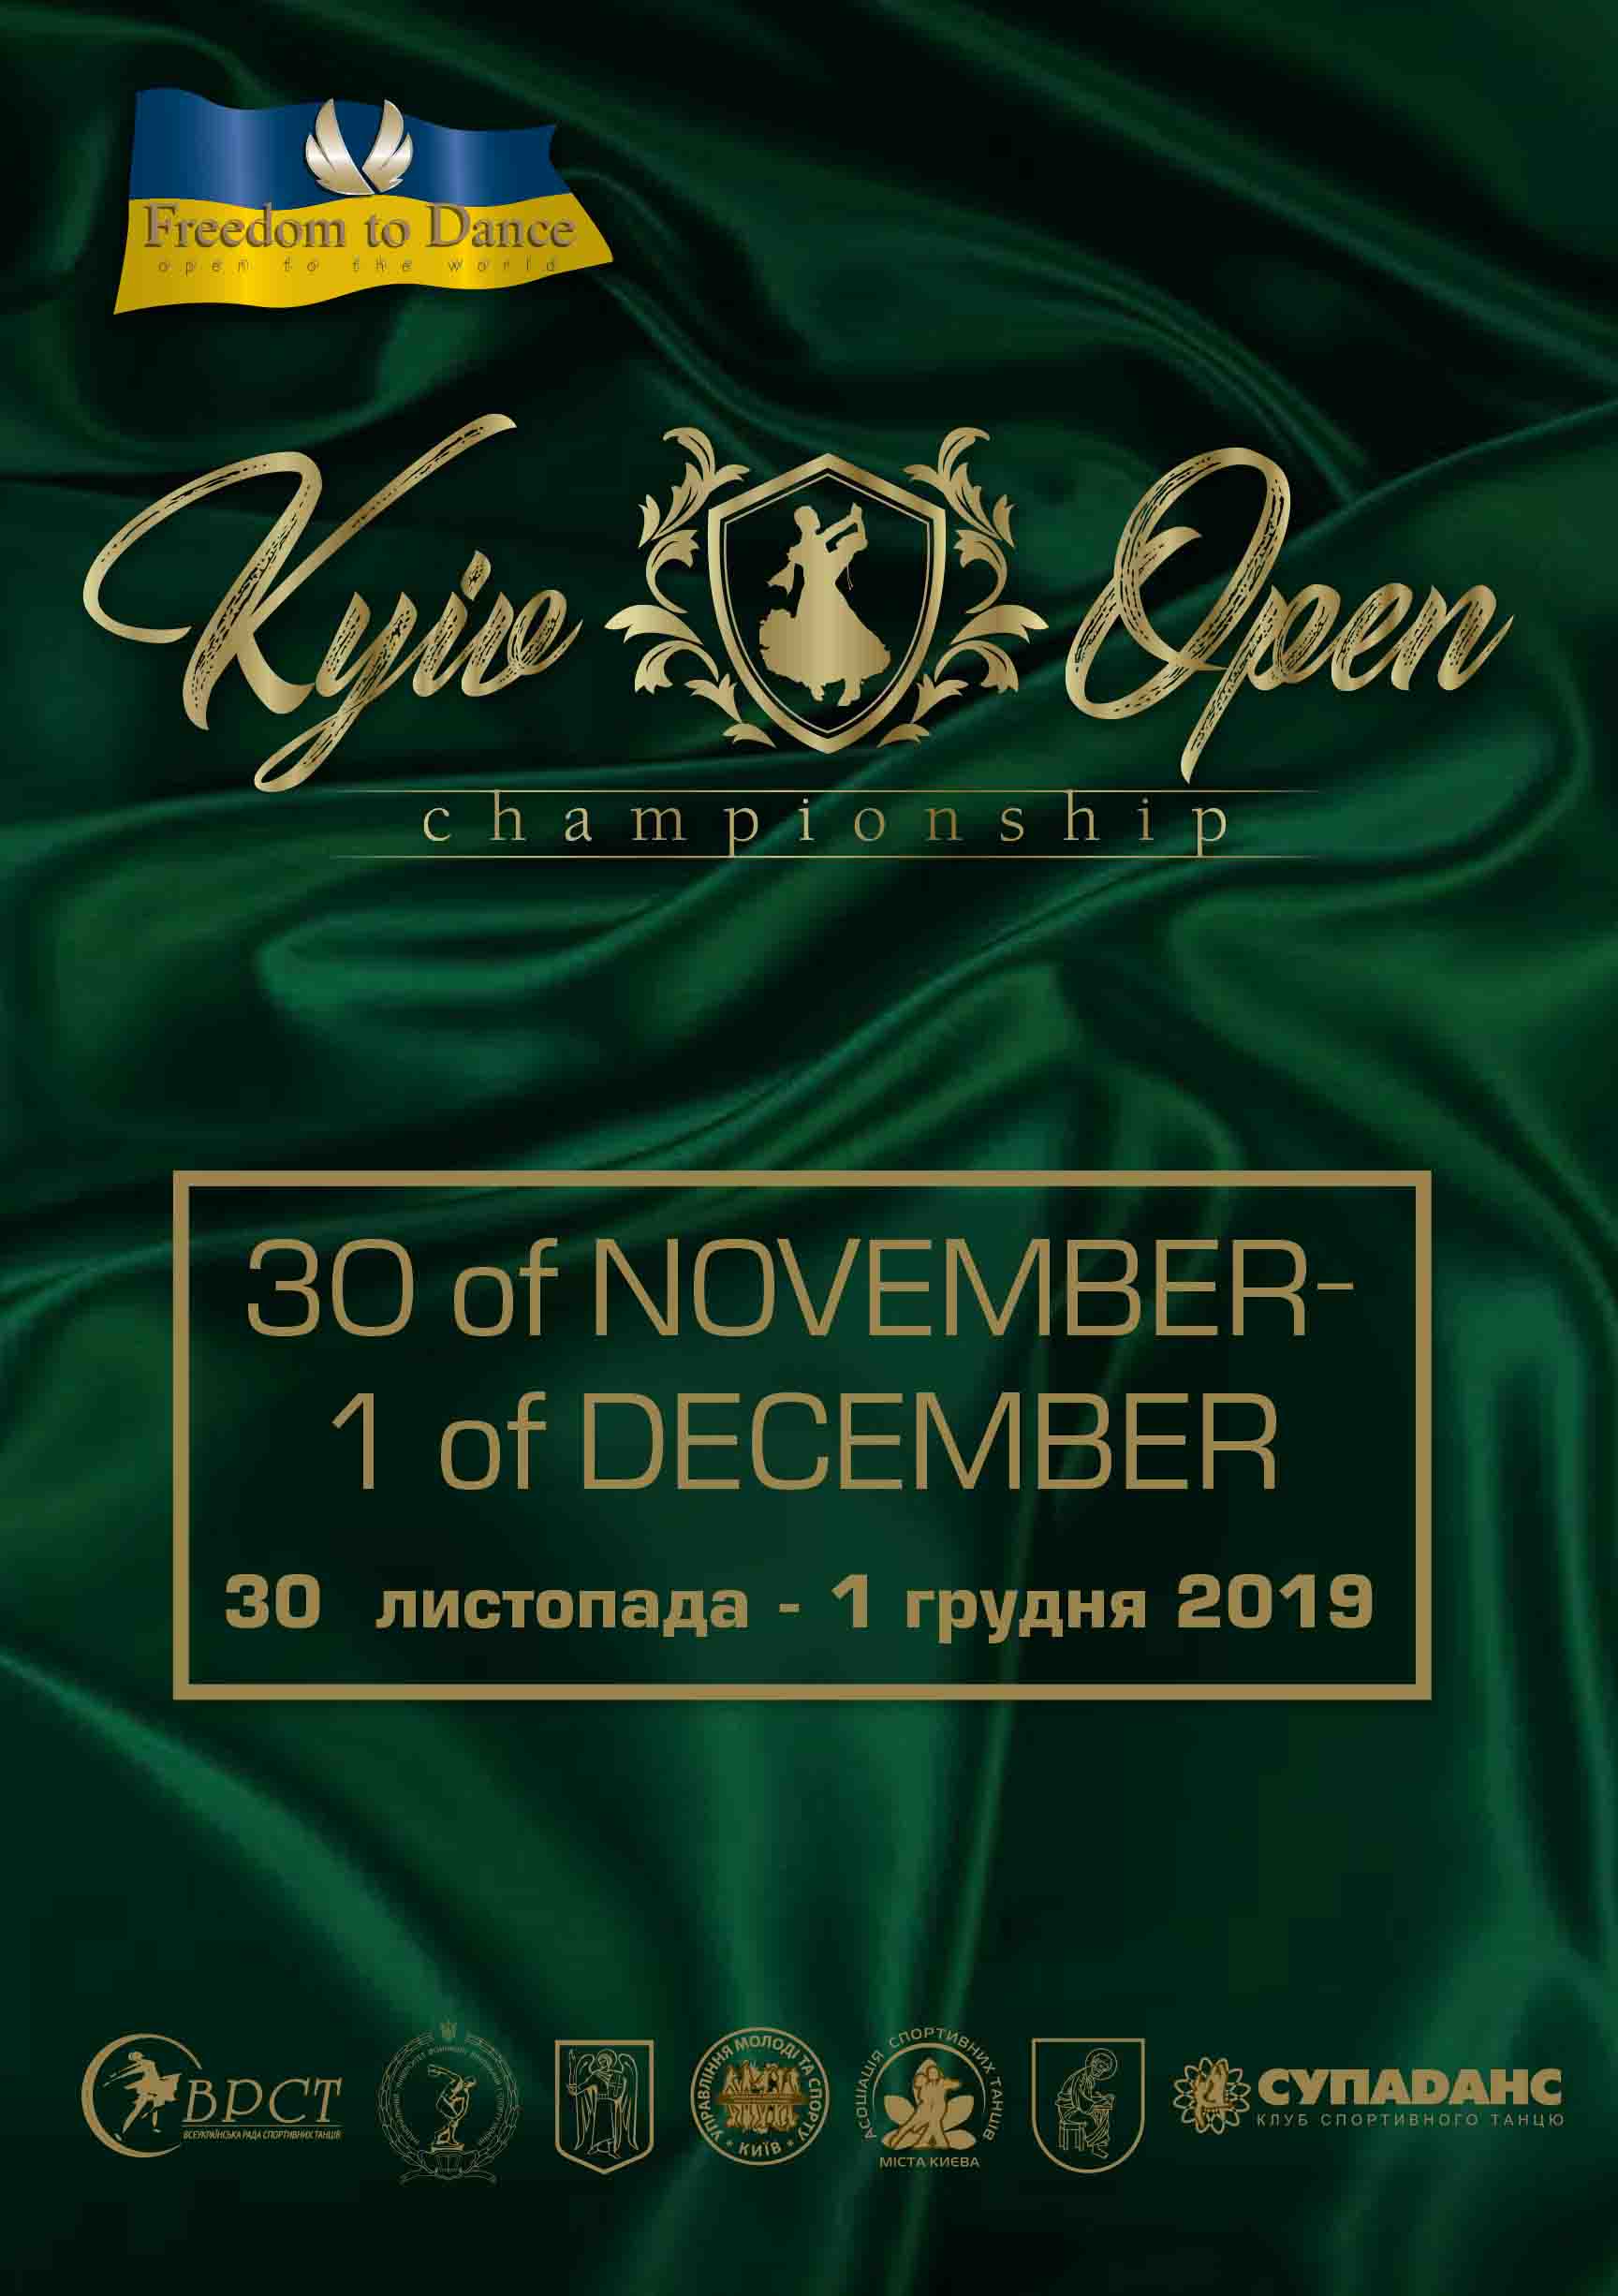 Freedom to Dance
open to the world
Kyiv Open
championship
30 of NOVEMBER-
1 of DECEMBER
30 листопада - 1 грудня 2019
ВРСТ
ВСЕУКРАЇНСЬКА РАДА СПОРТИВНИХ ТАНЦІВ
УПРАВЛІННЯ МОЛОДІ ТА СПОРТУ
КИЇВ
АСОЦІАЦІЯ СПОРТИВНИХ ТАНЦІВ
МІСТА КИЄВА
СУПАDАНС
КЛУБ СПОРТИВНОГО ТАНЦЮ